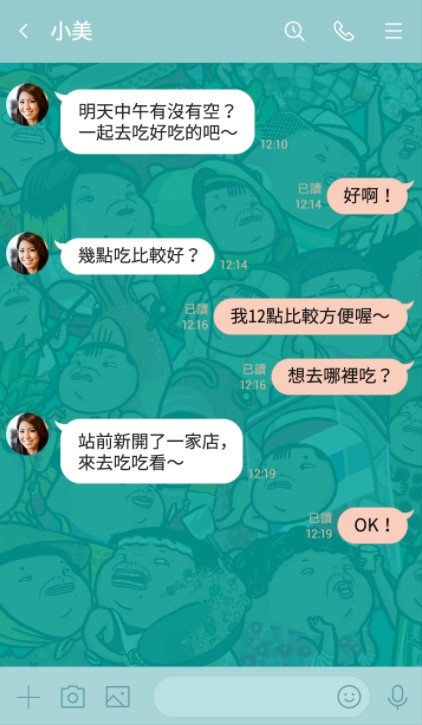 小美
明天中午有沒有空？
一起去吃好吃的吧～
12:10
已讀
12:14
好啊！
幾點吃比較好？
12:14
已讀
12:16
我12點比較方便喔～
已讀
12:16
想去哪裡吃？
站前新開了一家店，
來去吃吃看～
12:19
已讀
12:19
OK！